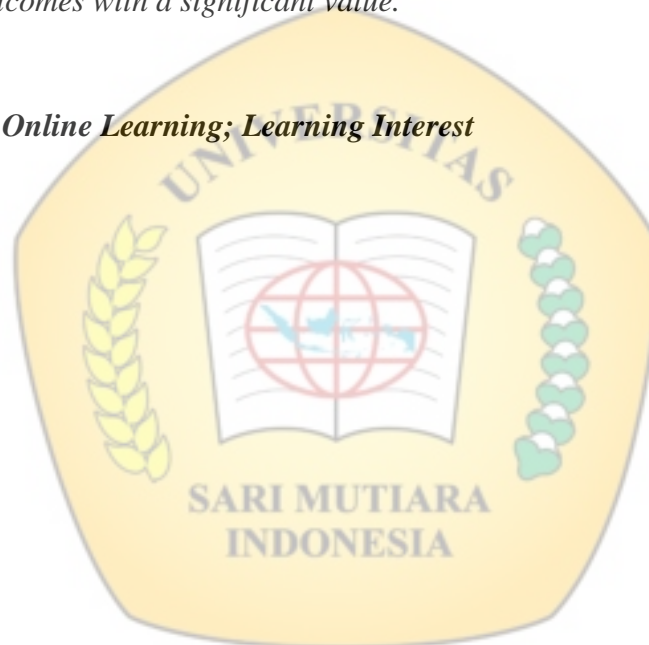 comes with a significant value.
Online Learning; Learning Interest
UNIVERSITAS
SARI MUTIARA
INDONESIA